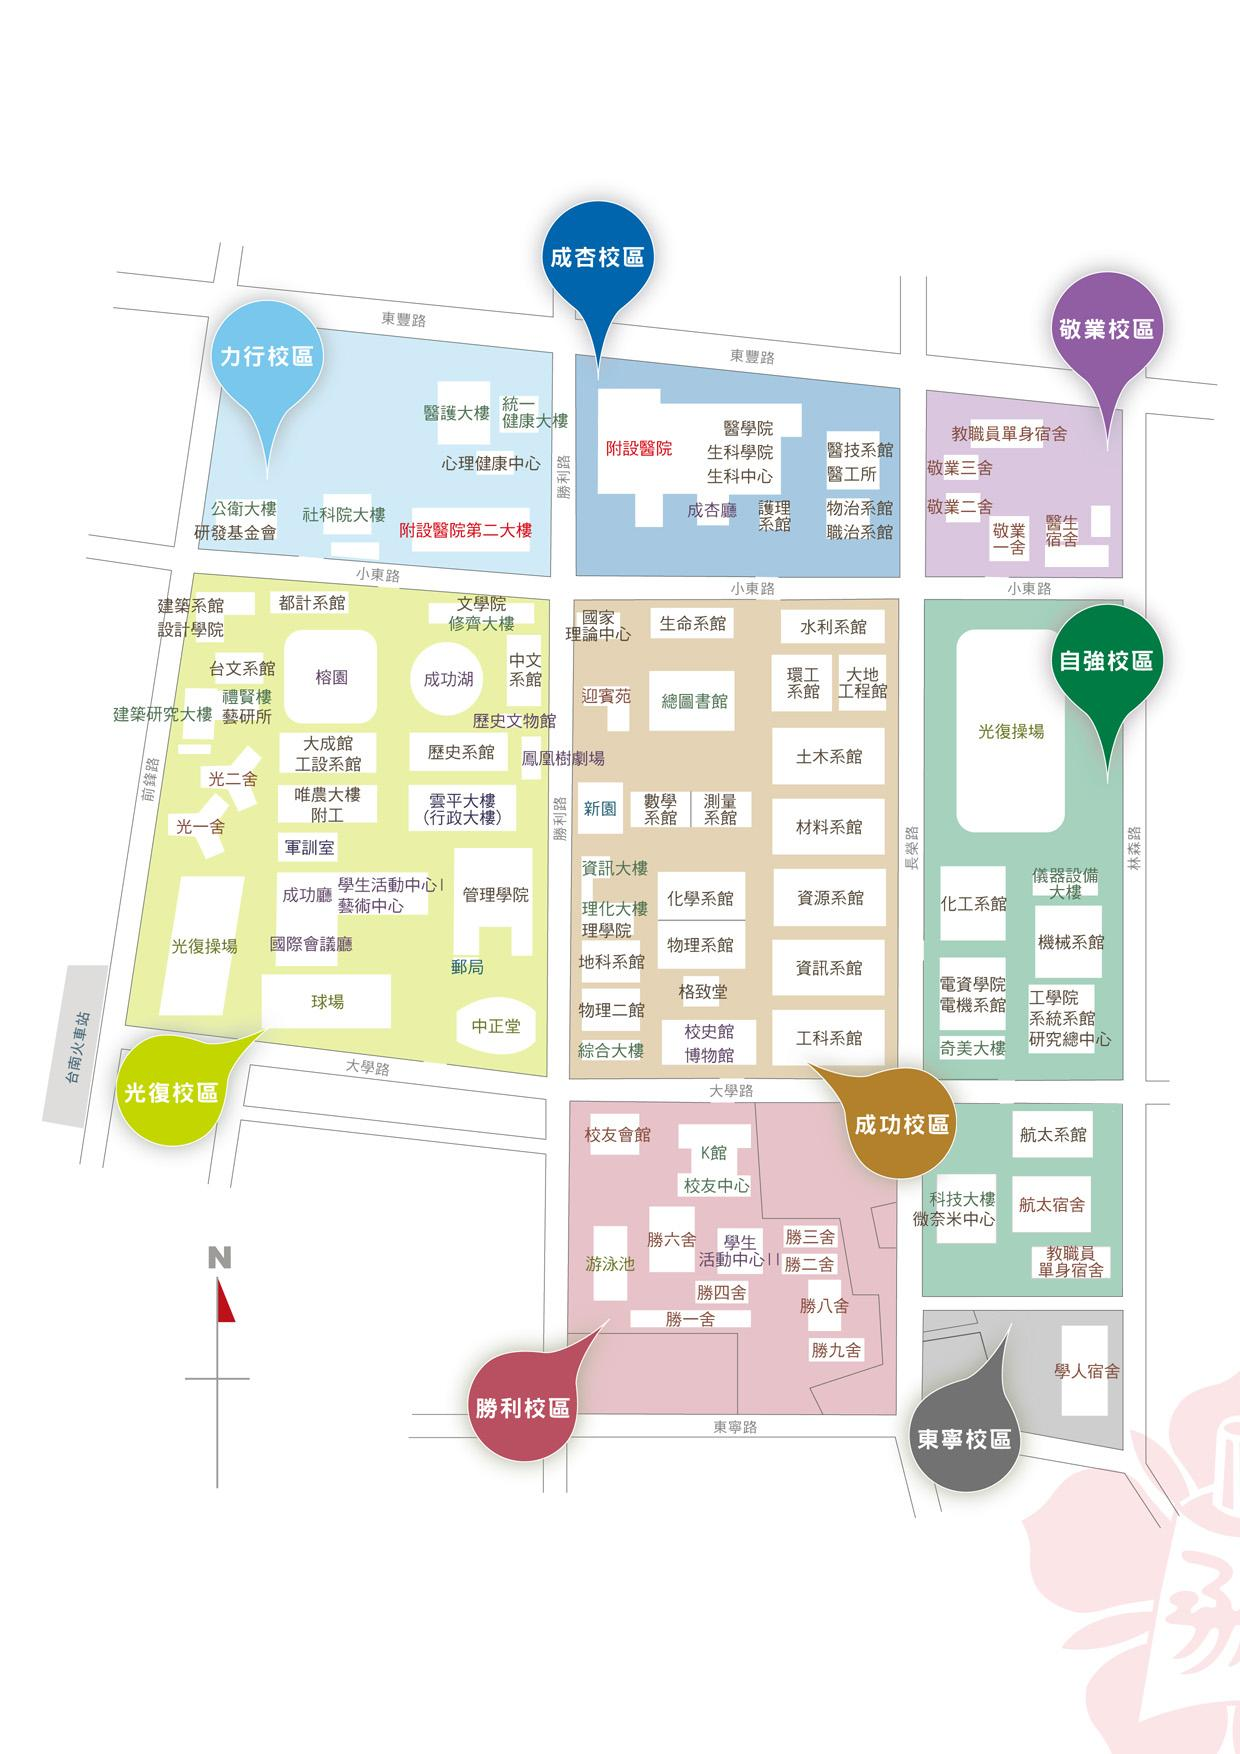 成杏校區
敬業校區
東豐路
力行校區
東豐路
醫護大樓
統一
健康大樓
心理健康中心
勝利路
公衛大樓
研發基金會
社科院大樓
附設醫院第二大樓
附設醫院
醫學院
生科學院
生科中心
成杏廳
護理
系館
醫技系館
醫工所
物治系館
職治系館
教職員單身宿舍
敬業三舍
敬業二舍
敬業
一舍
醫生
宿舍
小東路
小東路
小東路
建築系館
設計學院
都計系館
文學院
修齊大樓
台文系館
榕園
成功湖
中文
系館
禮賢樓
藝研所
建築研究大樓
歷史文物館
大成館
工設系館
歷史系館
鳳凰樹劇場
前鋒路
光二舍
唯農大樓
附工
雲平大樓
(行政大樓)
光一舍
軍訓室
勝利路
成功廳
學生活動中心I
藝術中心
管理學院
光復操場
國際會議廳
郵局
球場
中正堂
台南火車站
光復校區
大學路
國家
理論中心
生命系館
水利系館
迎賓苑
總圖書館
環工
系館
大地
工程館
土木系館
新園
數學
系館
測量
系館
材料系館
資訊大樓
理化大樓
理學院
化學系館
資源系館
地科系館
物理系館
資訊系館
物理二館
格致堂
綜合大樓
校史館
博物館
工科系館
大學路
成功校區
自強校區
光復操場
長榮路
林森路
化工系館
儀器設備
大樓
機械系館
電資學院
電機系館
工學院
系統系館
研究總中心
奇美大樓
航太系館
科技大樓
微奈米中心
航太宿舍
教職員
單身宿舍
校友會館
K館
校友中心
游泳池
勝六舍
學生
活動中心II
勝三舍
勝二舍
勝四舍
勝一舍
勝八舍
勝九舍
勝利校區
東寧路
學人宿舍
東寧校區
N